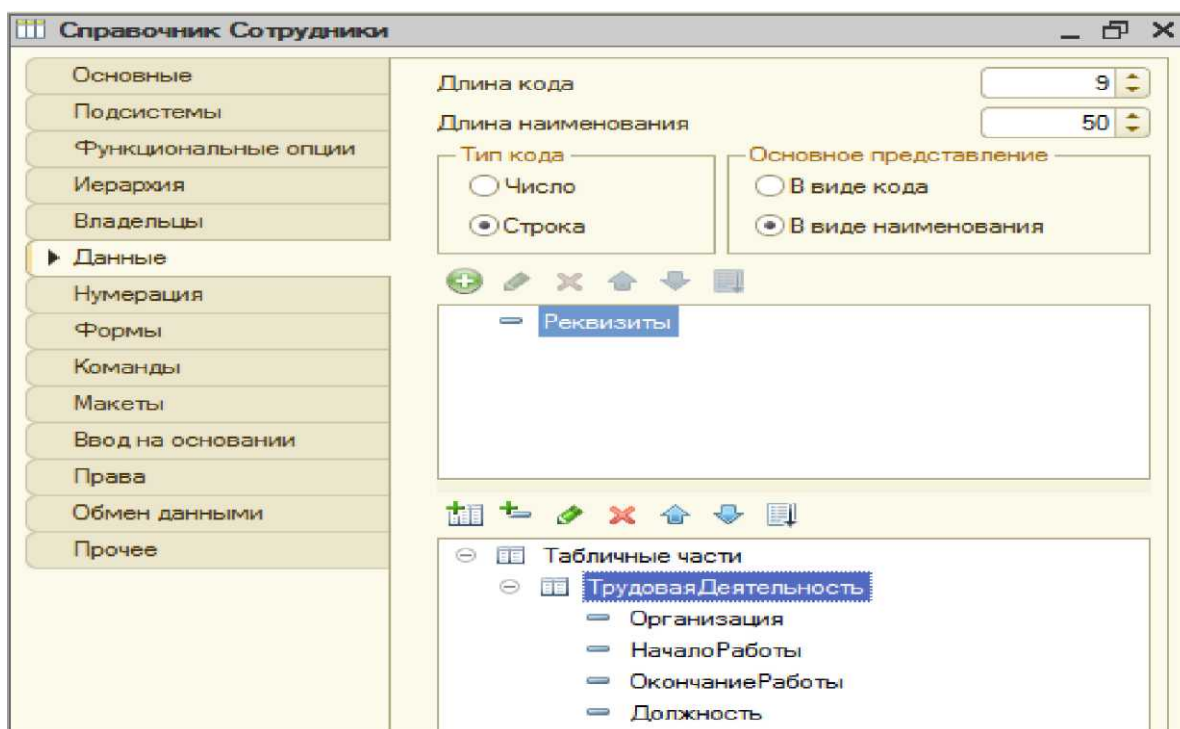 Справочник Сотрудники
Основные
Подсистемы
Функциональные опции
Иерархия
Владельцы
Данные
Нумерация
Формы
Команды
Макеты
Ввод на основании
Права
Обмен данными
Прочее
Длина кода 9
Длина наименования 50
Тип кода
Число
Строка
Основное представление
В виде кода
В виде наименования
Реквизиты
Табличные части
ТрудоваяДеятельность
Организация
НачалоРаботы
ОкончаниеРаботы
Должность